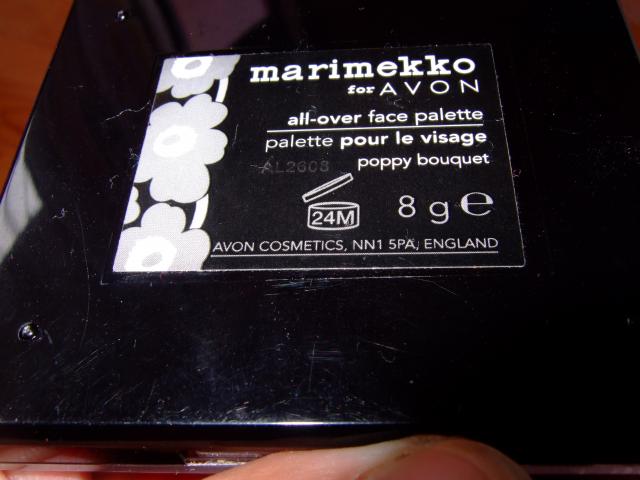 marimekko
for AVON
all-over face palette
palette pour le visage
poppy bouquet
AL2603
24M
8 g ℮
AVON COSMETICS, NN1 5PA, ENGLAND